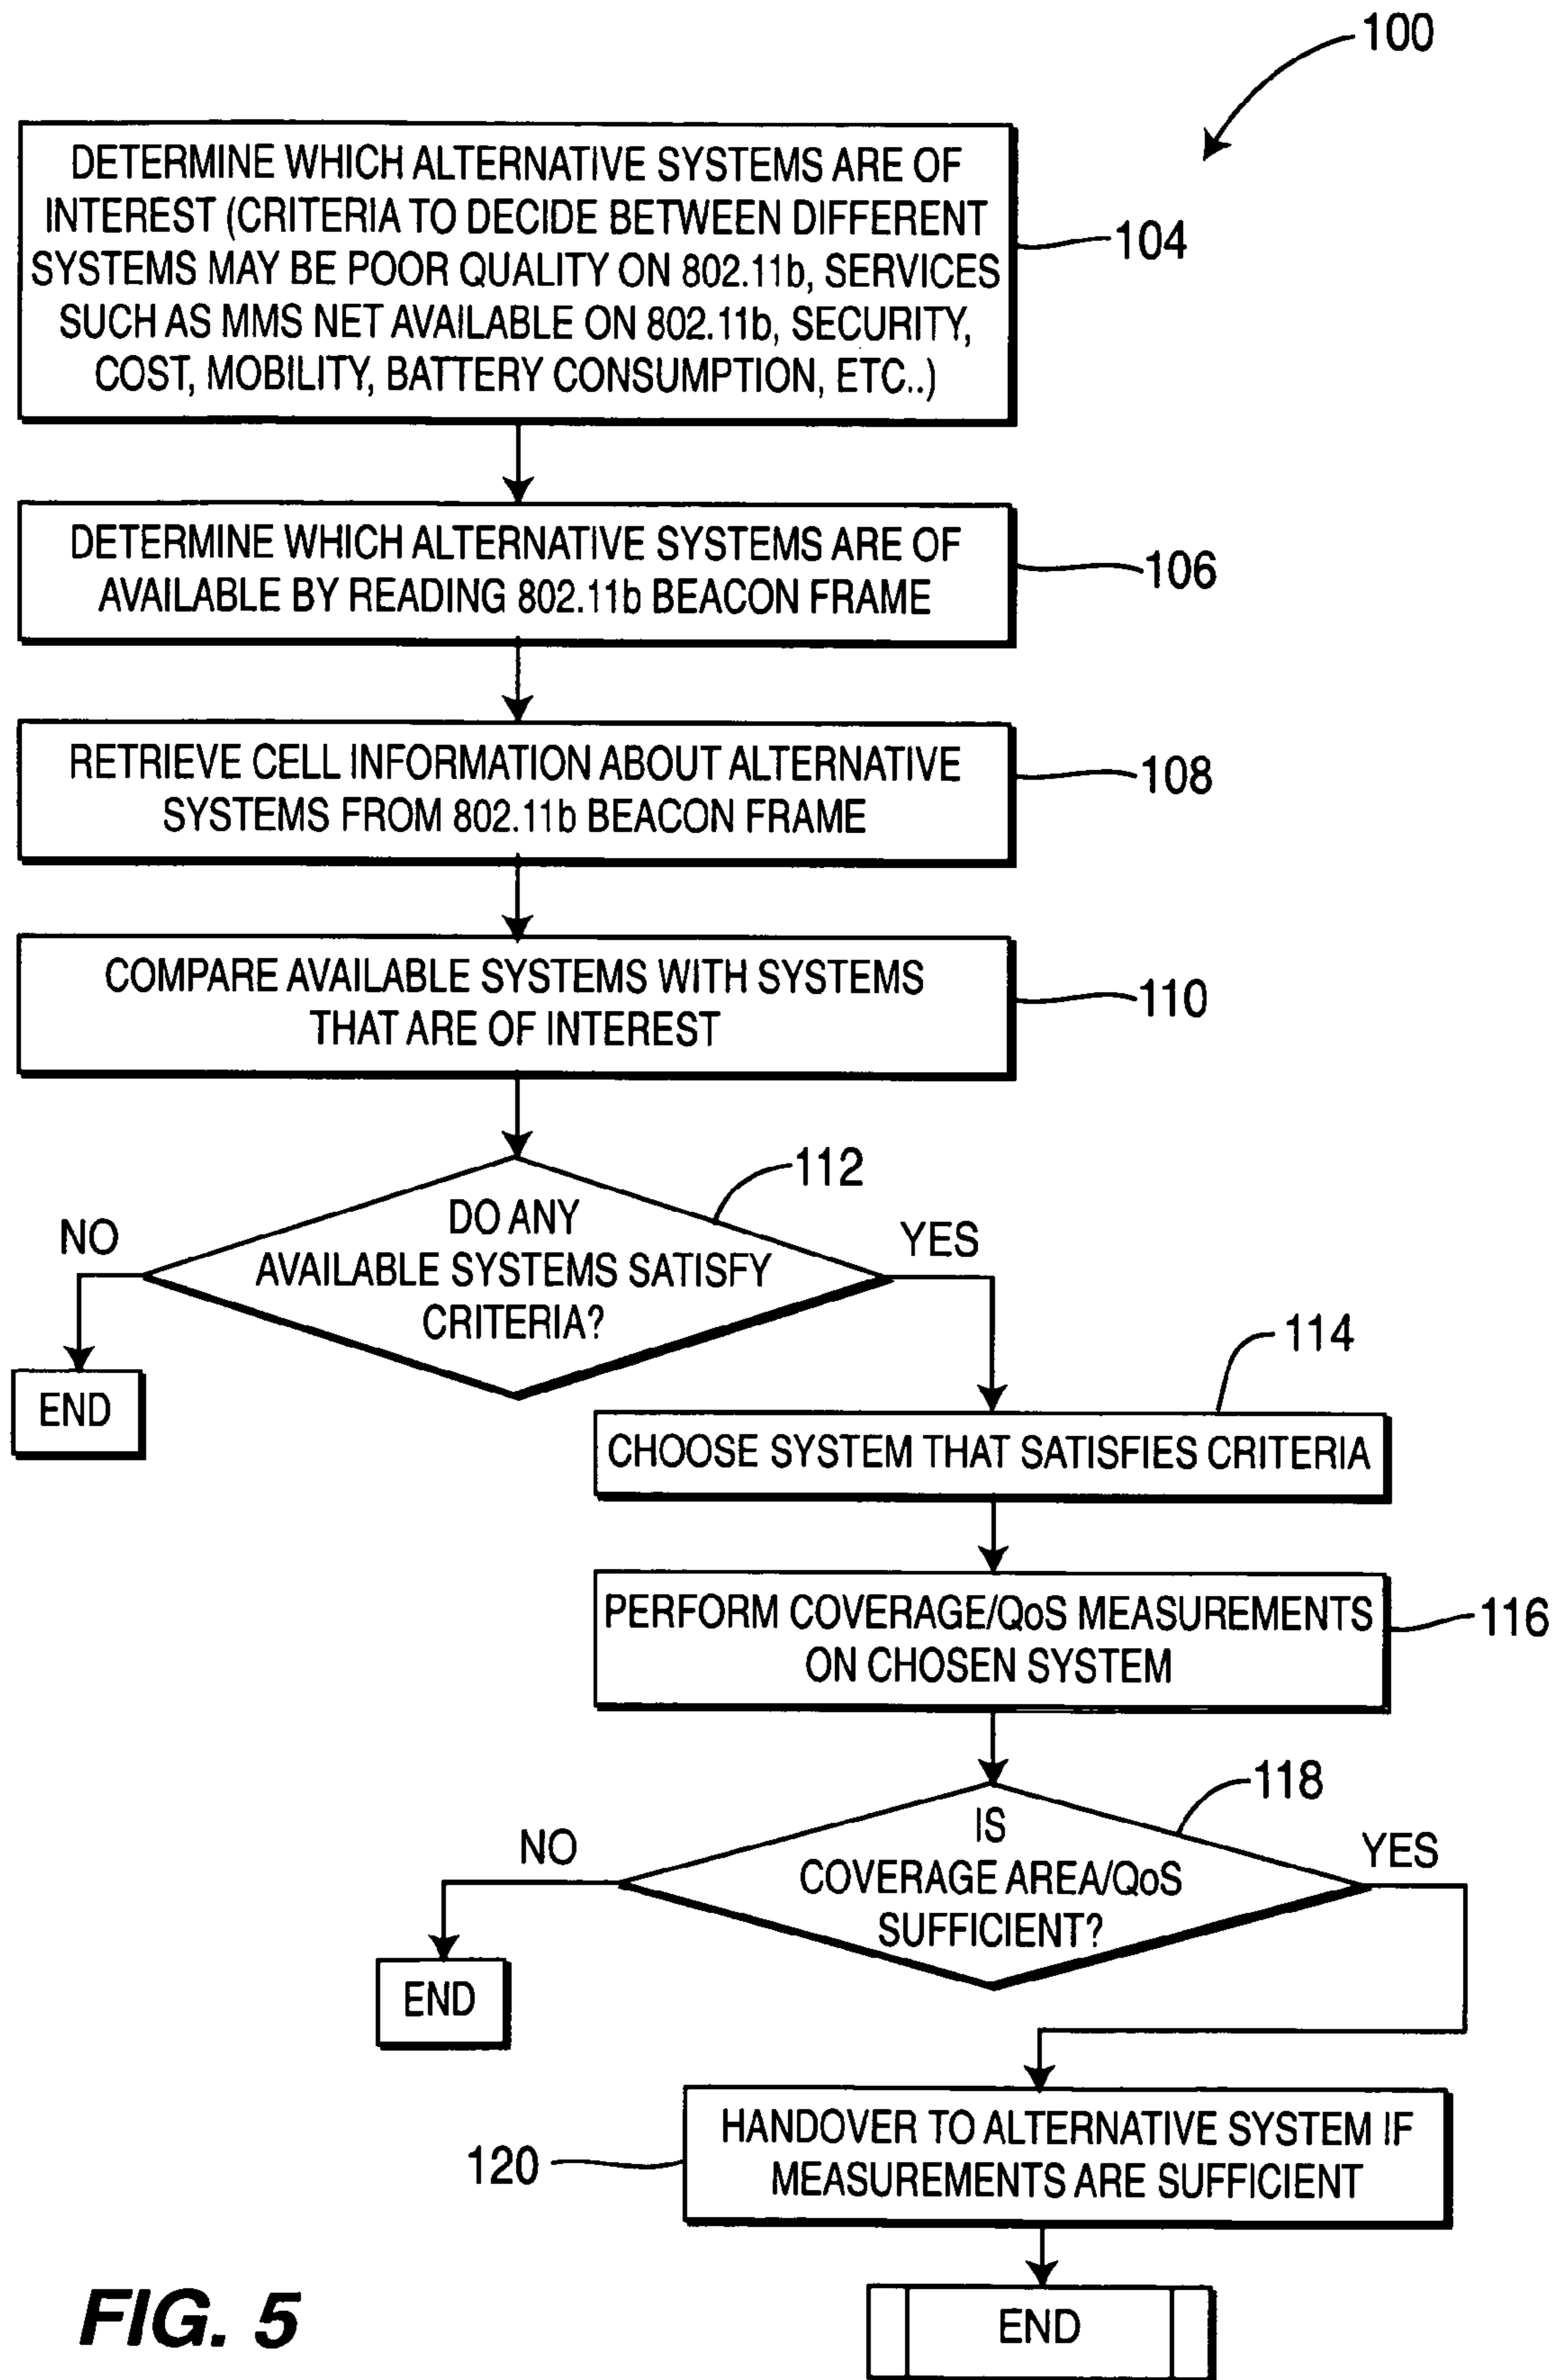 100
DETERMINE WHICH ALTERNATIVE SYSTEMS ARE OF
INTEREST (CRITERIA TO DECIDE BETWEEN DIFFERENT
SYSTEMS MAY BE POOR QUALITY ON 802.11b, SERVICES
SUCH AS MMS NET AVAILABLE ON 802.11b, SECURITY,
COST, MOBILITY, BATTERY CONSUMPTION, ETC..)
104
DETERMINE WHICH ALTERNATIVE SYSTEMS ARE OF
AVAILABLE BY READING 802.11b BEACON FRAME
106
RETRIEVE CELL INFORMATION ABOUT ALTERNATIVE
SYSTEMS FROM 802.11b BEACON FRAME
108
COMPARE AVAILABLE SYSTEMS WITH SYSTEMS
THAT ARE OF INTEREST
110
112
DO ANY
AVAILABLE SYSTEMS SATISFY
CRITERIA?
NO
YES
END
114
CHOOSE SYSTEM THAT SATISFIES CRITERIA
PERFORM COVERAGE/QoS MEASUREMENTS
ON CHOSEN SYSTEM
116
118
IS
COVERAGE AREA/QoS
SUFFICIENT?
NO
YES
END
HANDOVER TO ALTERNATIVE SYSTEM IF
MEASUREMENTS ARE SUFFICIENT
120
END
FIG. 5